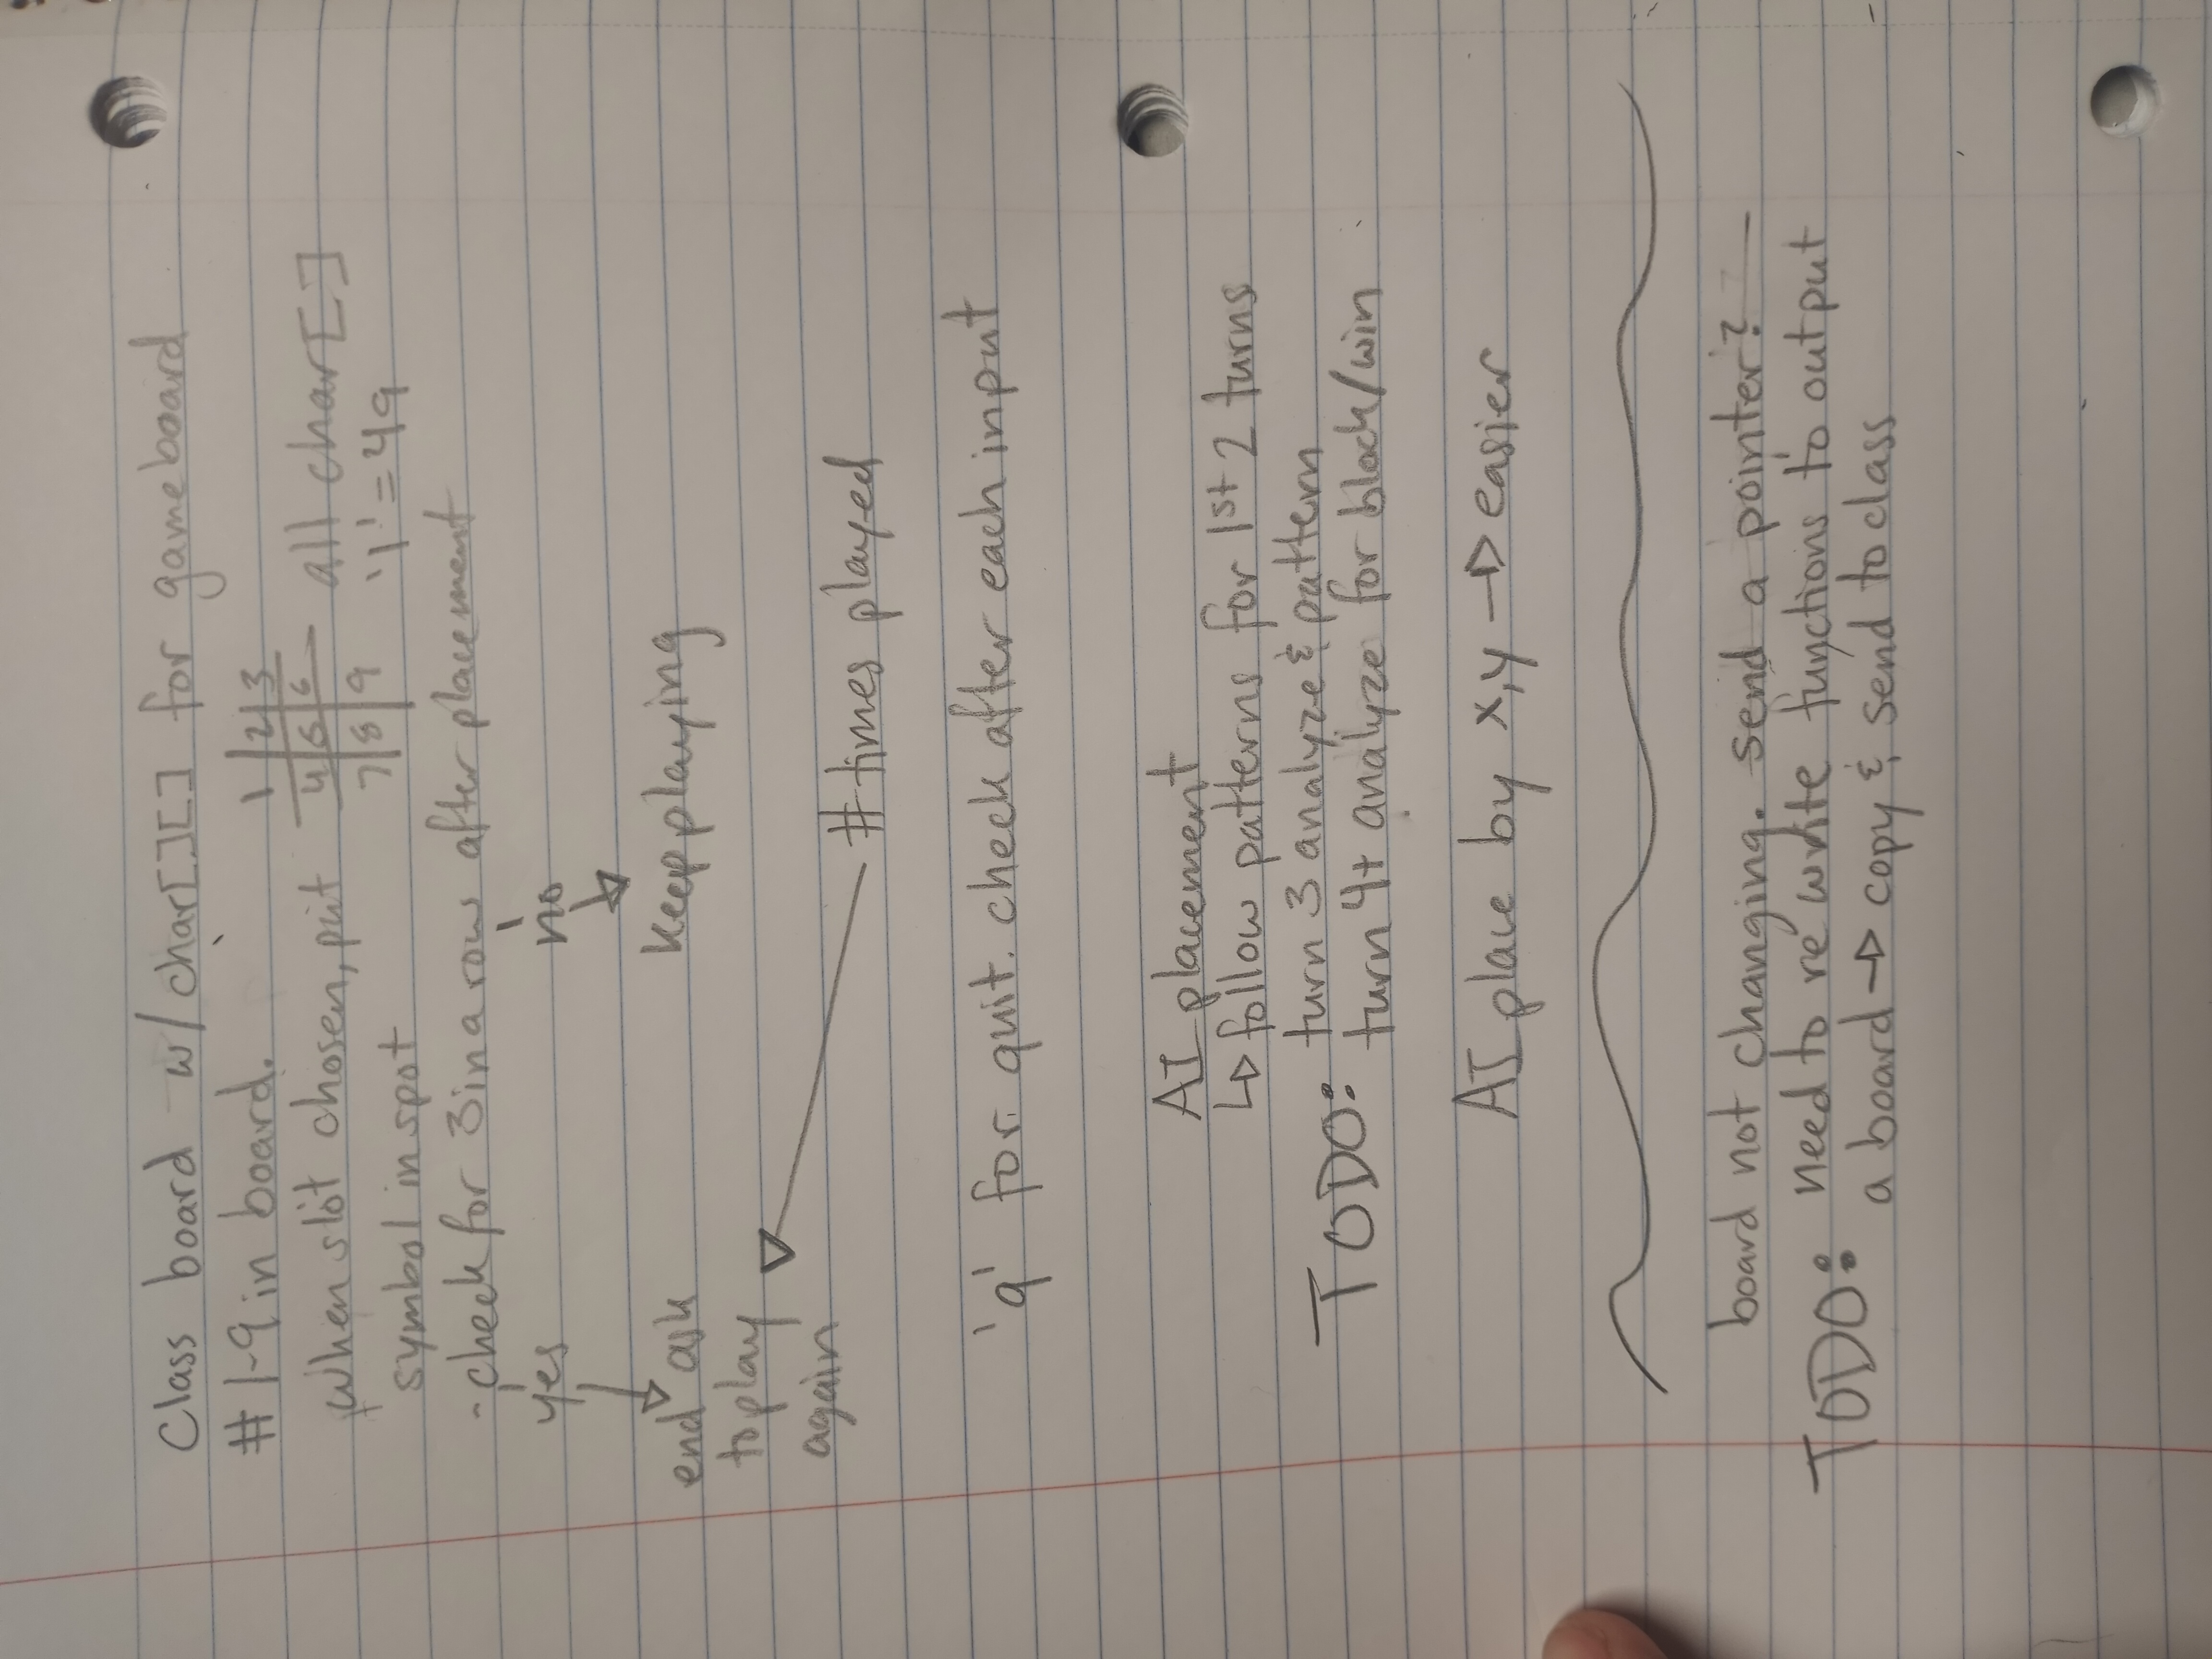 Class board w/ char[][] for gameboard
# 1-9 in board.
1 | 2 | 3
when slot chosen, put
4 | 5 | 6
all char[]
7 | 8 | 9
'1' = 49
symbol in spot
- check for 3 in a row after placement
yes
no
end ask
keep playing
to play
again
# times played
'q' for quit. check after each input
AI placement
↳ follow patterns for 1st 2 turns
TODO:
turn 3 analyze & pattern
turn 4+ analyze for block/win
AI place by x,y → easier
board not changing. send a pointer?
TODO:
need to re write functions to output
a board → copy & send to class